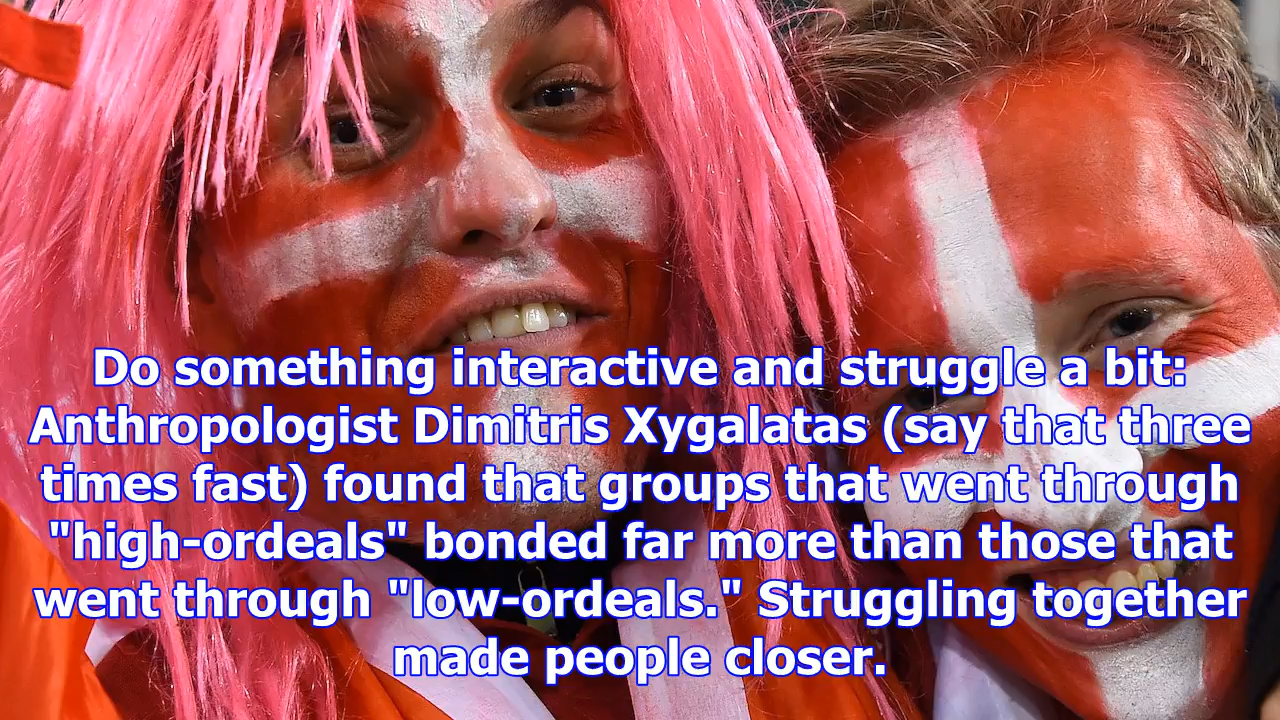 Do something interactive and struggle a bit:
Anthropologist Dimitris Xygalatas (say that three
times fast) found that groups that went through
"high-ordeals" bonded far more than those that
went through "low-ordeals." Struggling together
made people closer.